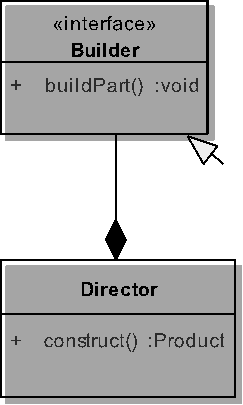 «interface»
Builder
+ buildPart() :void
Director
+ construct() :Product